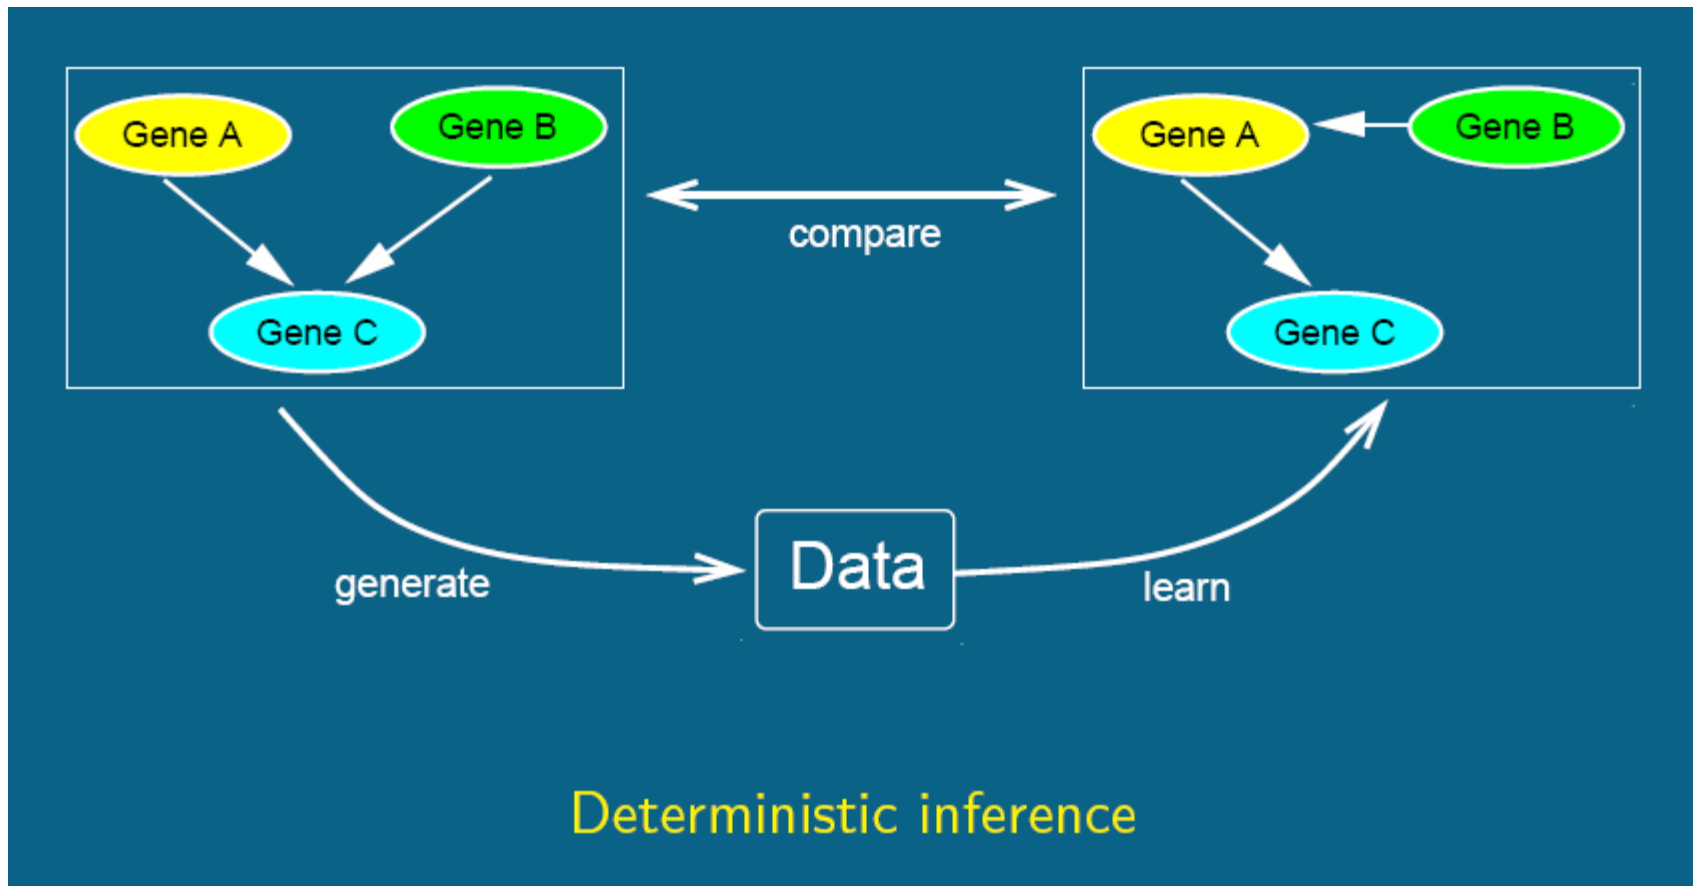 Gene A
Gene B
Gene C
compare
Gene A
Gene B
Gene C
generate
Data
learn
Deterministic inference